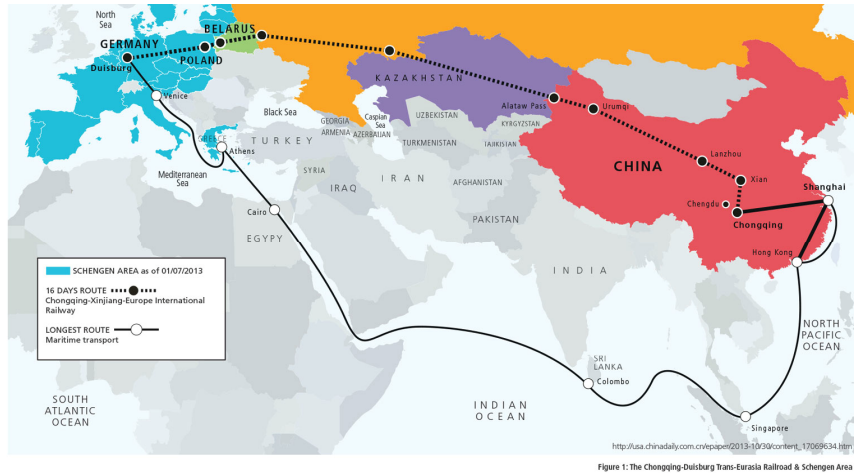 North
Sea
BELARUS
GERMANY
POLAND
Duisburg
KAZAKHSTAN
Venice
Alataw Pass
Urumqi
Black Sea
Caspian
Sea
GEORGIA
UZBEKISTAN
ARMENIA
AZERBAIJAN
KYRGYZSTAN
GREECE
TURKEY
TURKMENISTAN
TAJIKISTAN
Athens
Lanzhou
CHINA
Xian
Mediterranean
Sea
SYRIA
IRAQ
IRAN
AFGHANISTAN
Shanghai
Chengdu
Cairo
PAKISTAN
Chongqing
EGYPT
Hong Kong
INDIA
SCHENGEN AREA as of 01/07/2013
16 DAYS ROUTE
Chongqing-Xinjiang-Europe International
Railway
LONGEST ROUTE
Maritime transport
NORTH
PACIFIC
OCEAN
SRI
LANKA
Colombo
SOUTH
ATLANTIC
OCEAN
INDIAN
OCEAN
Singapore
http://usa.chinadaily.com.cn/epaper/2013-10/30/content_17069634.htm
Figure 1: The Chongqing-Duisburg Trans-Eurasia Railroad & Schengen Area